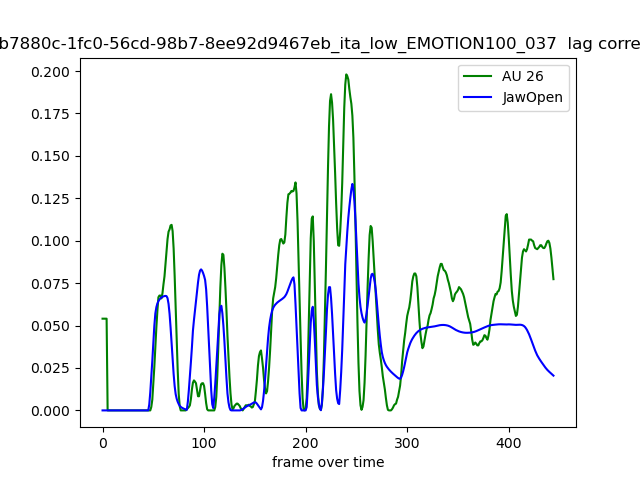 b7880c-1fc0-56cd-98b7-8ee92d9467eb_ita_low_EMOTION100_037 lag corre
0.200
0.175
0.150
0.125
0.100
0.075
0.050
0.025
0.000
AU 26
JawOpen
0 100 200 300 400
frame over time